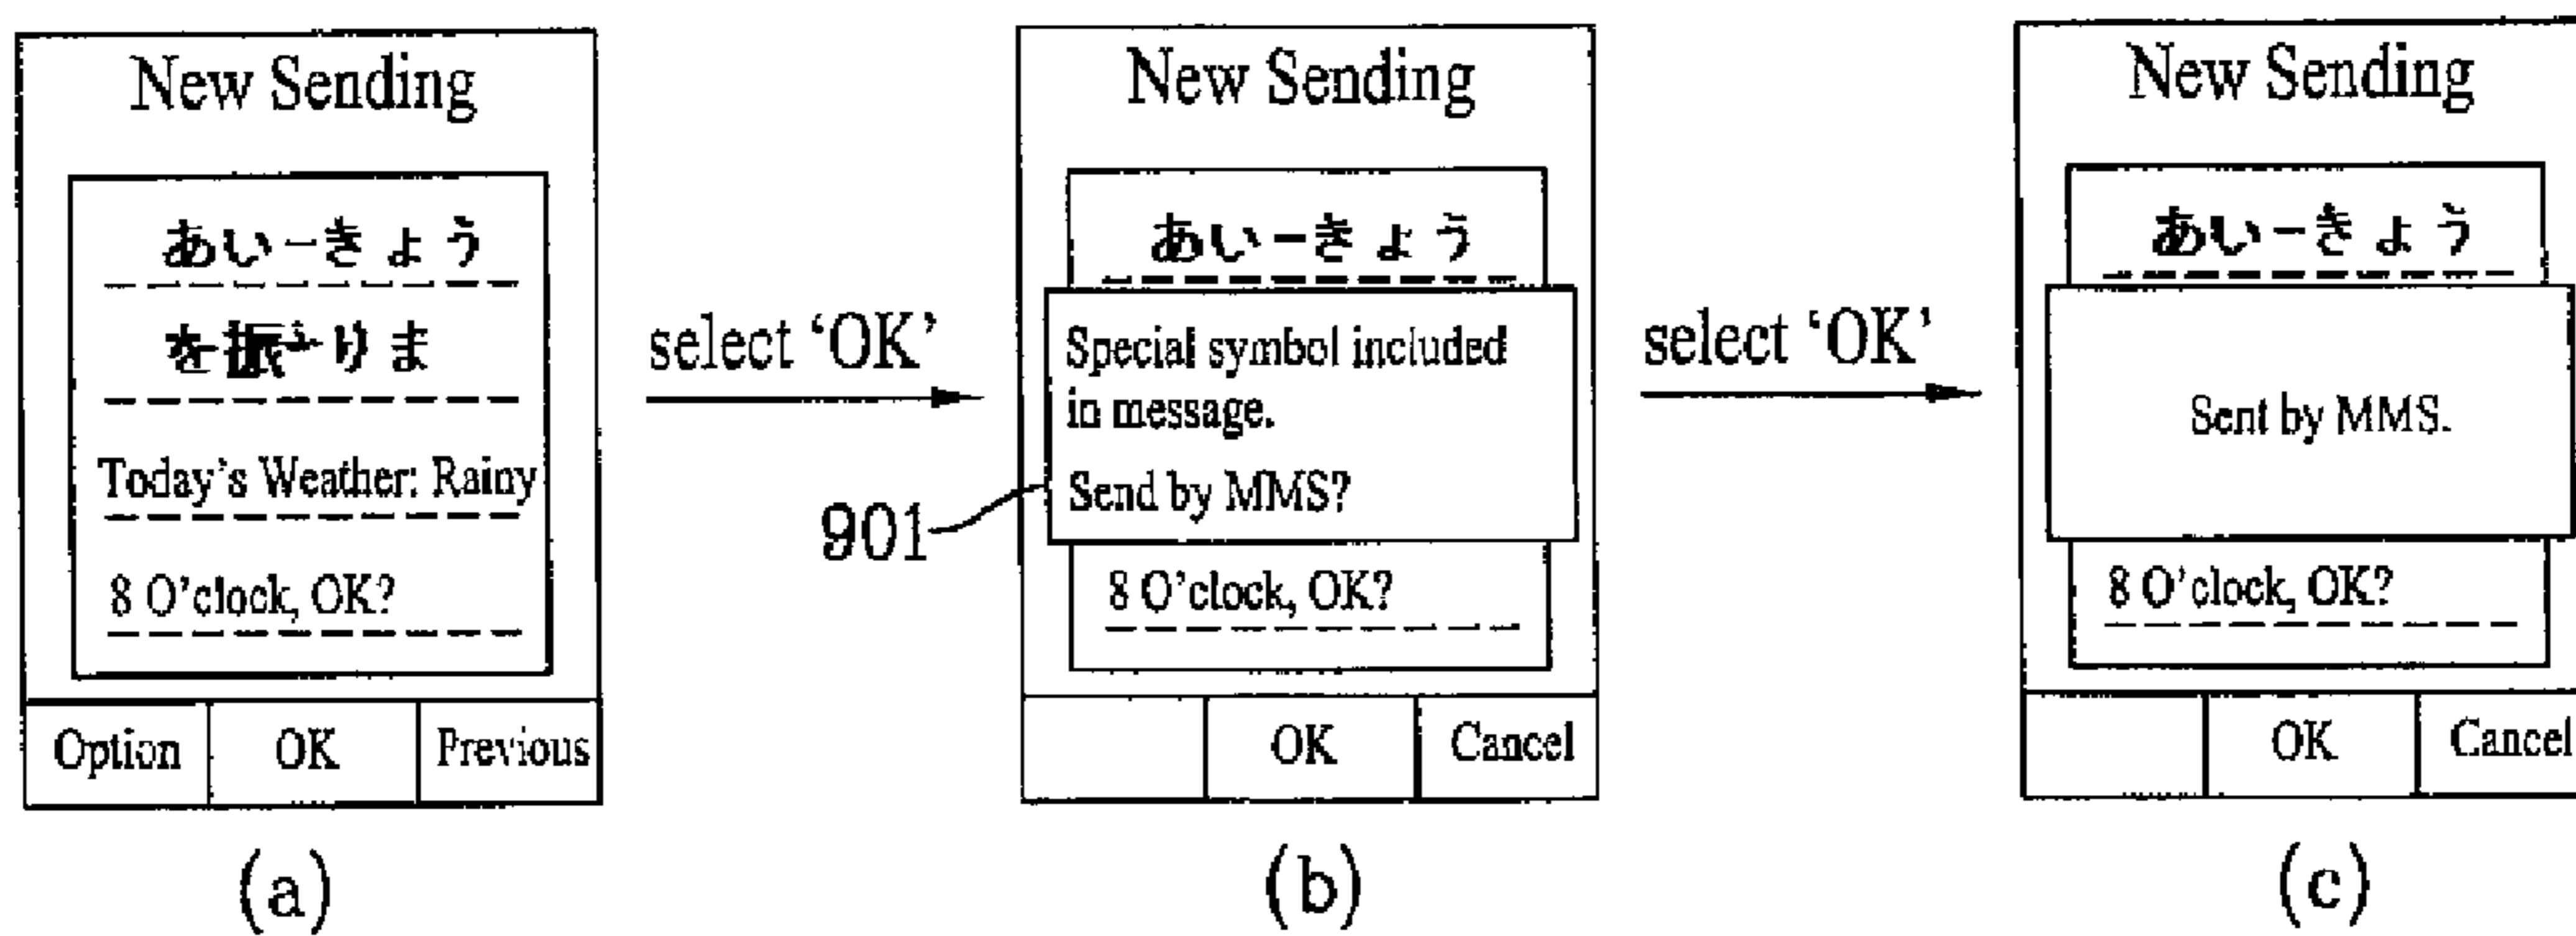 New Sending
あい-きょう
を振りま
Today's Weather: Rainy
8 O'clock, OK?
Option OK Previous
(a)
select 'OK'
New Sending
あい-きょう
Special symbol included
in message.
Send by MMS?
901
8 O'clock, OK?
OK Cancel
(b)
select 'OK'
New Sending
あい-きょう
Sent by MMS.
8 O'clock, OK?
OK Cancel
(c)